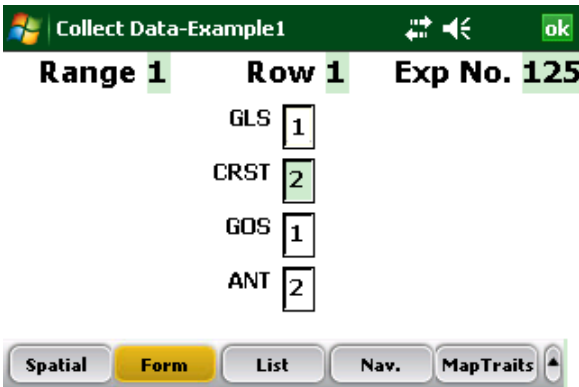 Collect Data-Example1 ok
Range 1 Row 1 Exp No. 125
GLS 1
CRST 2
GOS 1
ANT 2
Spatial Form List Nav. MapTraits